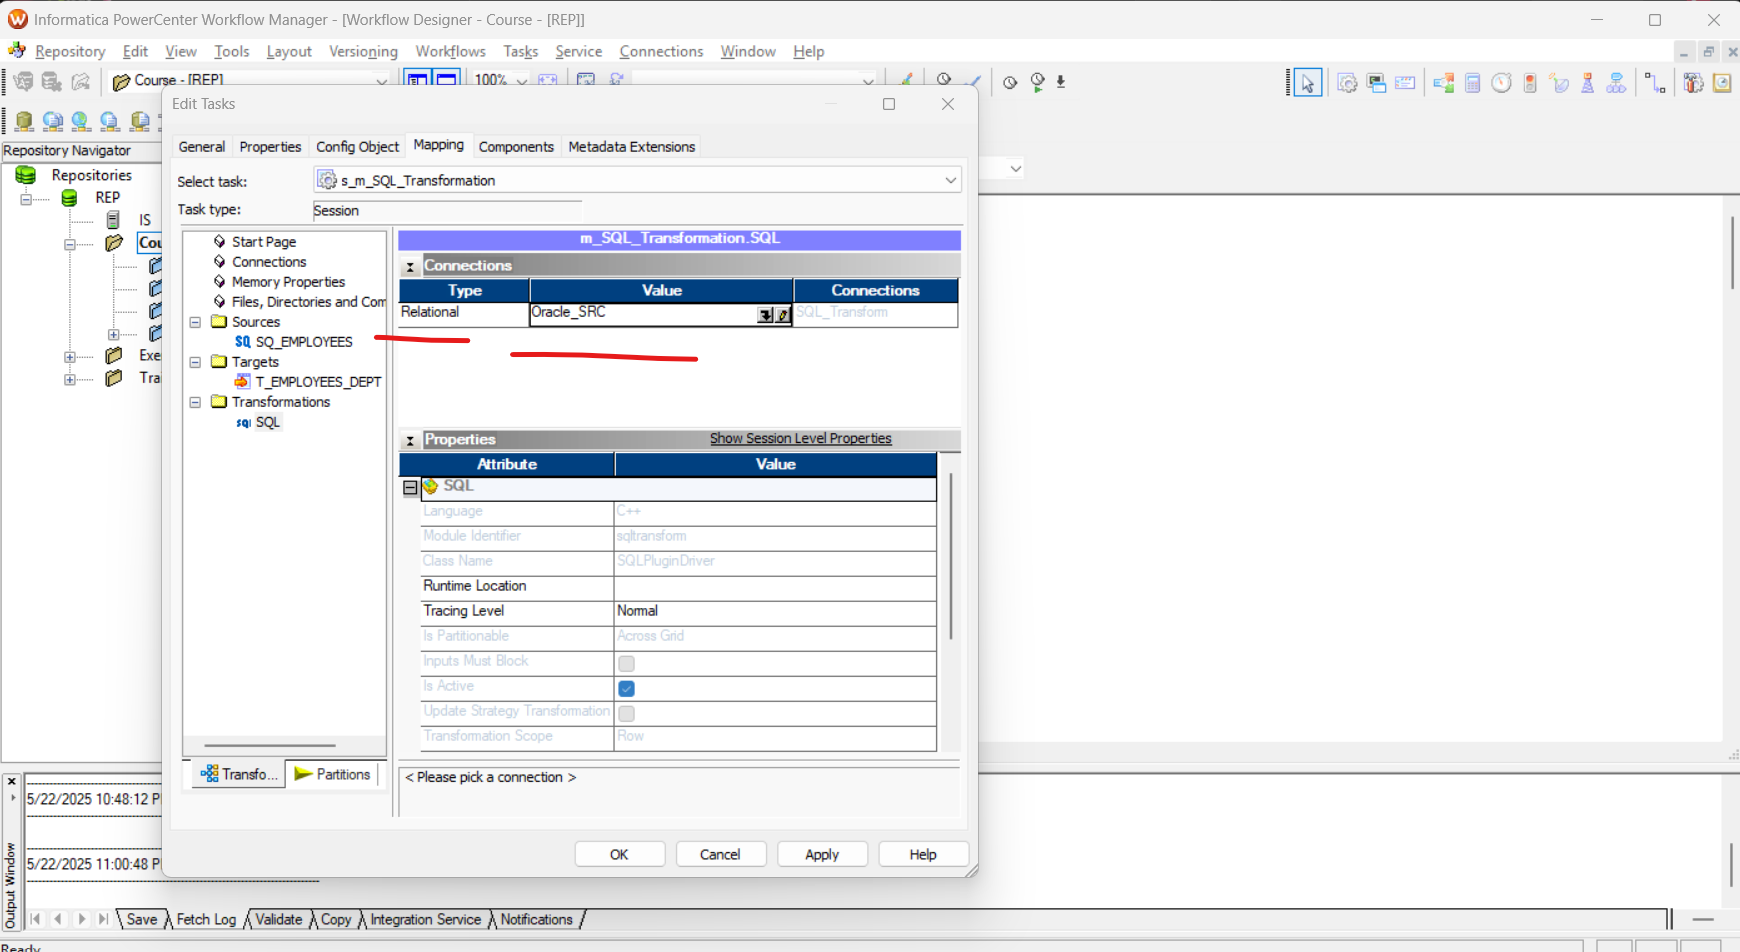 Informatica PowerCenter Workflow Manager - [Workflow Designer - Course - [REP]]
Repository Edit View Tools Layout Versioning Workflows Tasks Service Connections Window Help
Course - [REP] 100%
Edit Tasks
General Properties Config Object Mapping Components Metadata Extensions
Repository Navigator
Select task: s_m_SQL_Transformation
Task type: Session
Repositories
REP
IS
Cou
Exe
Tra
Start Page
Connections
Memory Properties
Files, Directories and Com
Sources
SQ SQ_EMPLOYEES
Targets
T_EMPLOYEES_DEPT
Transformations
sql SQL
Transfo... Partitions
m_SQL_Transformation.SQL
Connections
Type Value Connections
Relational Oracle_SRC SQL_Transform
Properties Show Session Level Properties
Attribute Value
SQL
Language C++
Module Identifier sqltransform
Class Name SQLPluginDriver
Runtime Location
Tracing Level Normal
Is Partitionable Across Grid
Inputs Must Block
Is Active
Update Strategy Transformation
Transformation Scope Row
< Please pick a connection >
OK Cancel Apply Help
5/22/2025 10:48:12 P
5/22/2025 11:00:48 P
Output Window
Save Fetch Log Validate Copy Integration Service Notifications
Ready